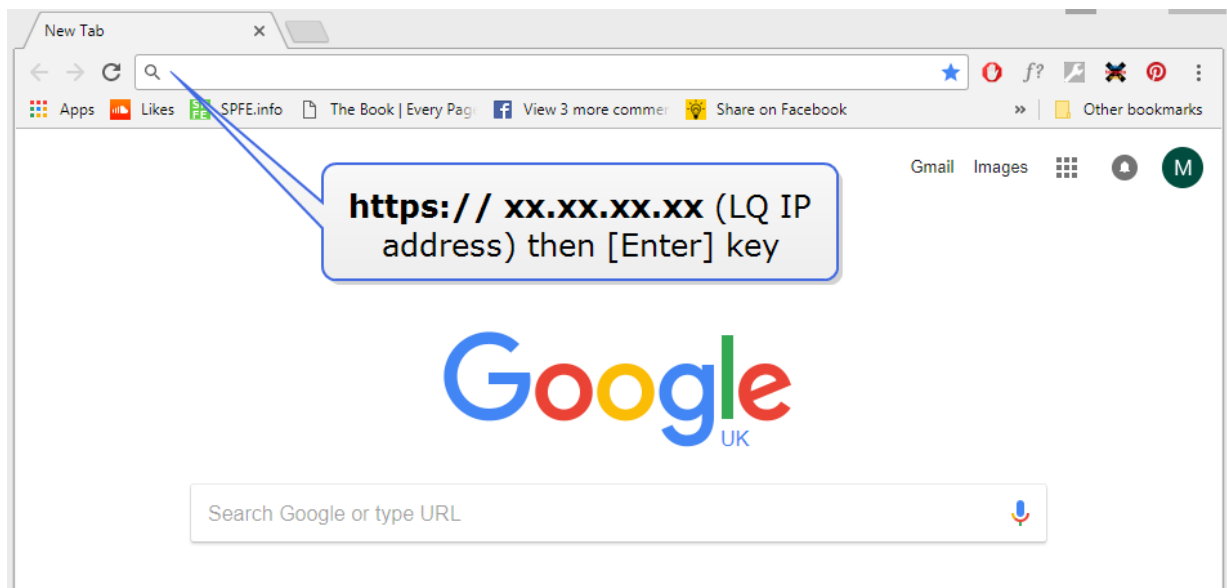 New Tab
f?
Apps Likes SPFE.info The Book | Every Pag View 3 more commer Share on Facebook » Other bookmarks
Gmail Images M
https:// xx.xx.xx.xx (LQ IP
address) then [Enter] key
Google
UK
Search Google or type URL